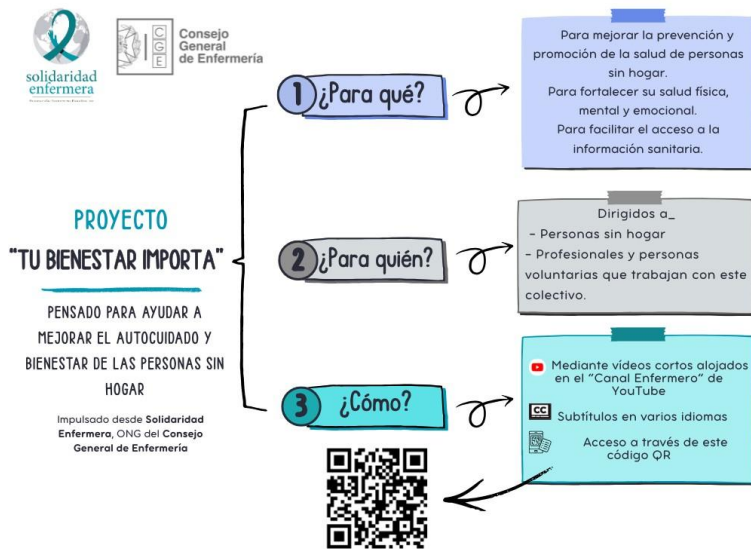 solidaridad
enfermera
CGE
Consejo
General
de Enfermería
PROYECTO
"TU BIENESTAR IMPORTA"
PENSADO PARA AYUDAR A
MEJORAR EL AUTOCUIDADO Y
BIENESTAR DE LAS PERSONAS SIN
HOGAR
Impulsado desde Solidaridad
Enfermera, ONG del Consejo
General de Enfermería
1 ¿Para qué?
Para mejorar la prevención y
promoción de la salud de personas
sin hogar.
Para fortalecer su salud física,
mental y emocional.
Para facilitar el acceso a la
información sanitaria.
2 ¿Para quién?
Dirigidos a_
- Personas sin hogar
- Profesionales y personas
voluntarias que trabajan con este
colectivo.
3 ¿Cómo?
Mediante vídeos cortos alojados
en el "Canal Enfermero" de
YouTube
CC Subtítulos en varios idiomas
Acceso a través de este
código QR